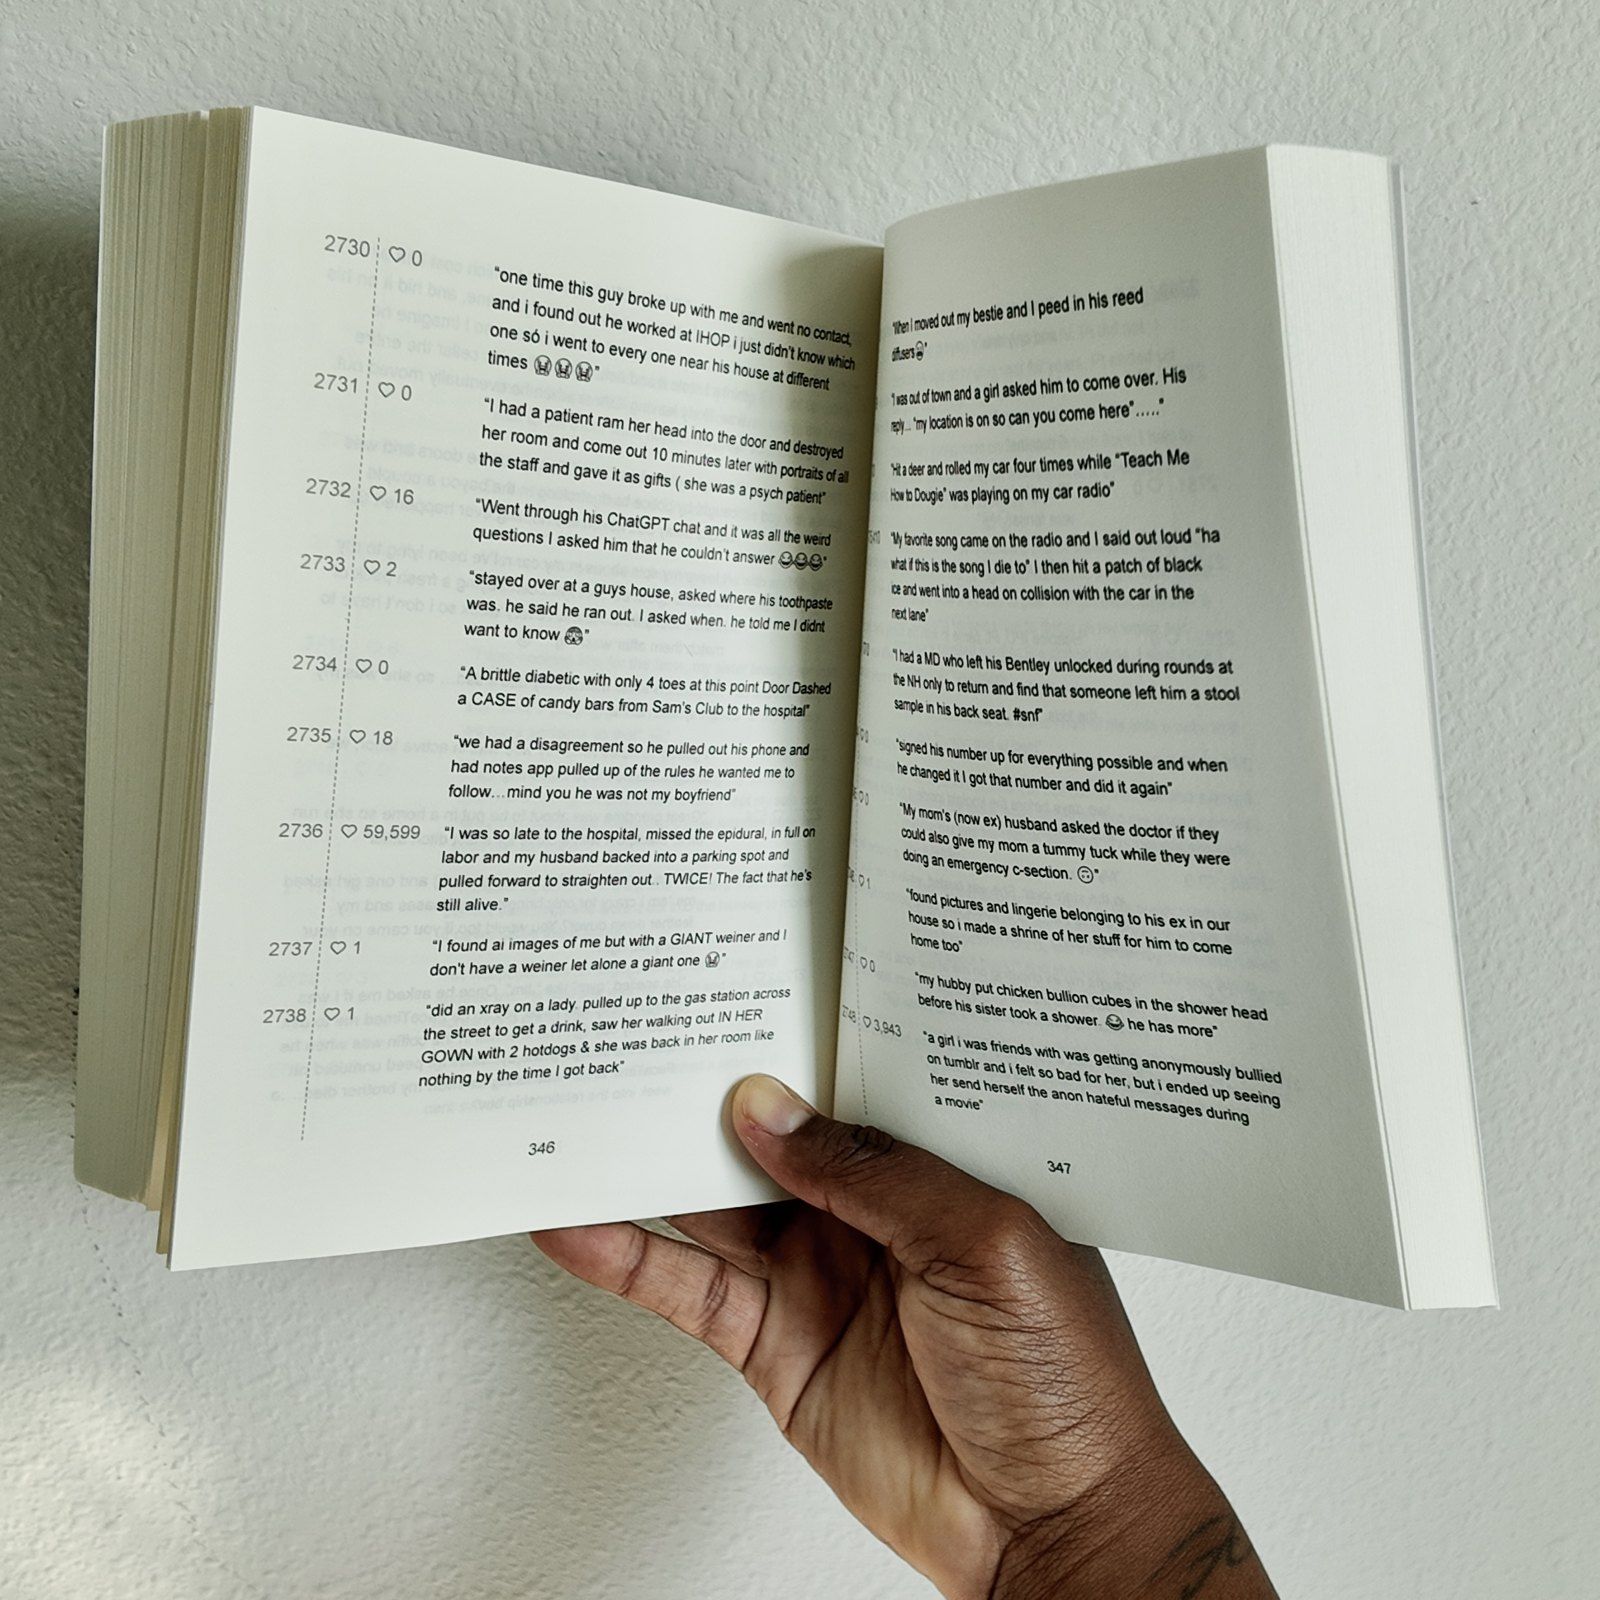 2730 ♡ 0
"one time this guy broke up with me and went no contact,
and i found out he worked at IHOP i just didn't know which
one só i went to every one near his house at different
times 😭😭😭"
2731 ♡ 0
"I had a patient ram her head into the door and destroyed
her room and come out 10 minutes later with portraits of all
the staff and gave it as gifts ( she was a psych patient"
2732 ♡ 16
"Went through his ChatGPT chat and it was all the weird
questions I asked him that he couldn't answer 😂😂😂"
2733 ♡ 2
"stayed over at a guys house, asked where his toothpaste
was. he said he ran out. I asked when. he told me I didnt
want to know"
2734 ♡ 0
"A brittle diabetic with only 4 toes at this point Door Dashed
a CASE of candy bars from Sam's Club to the hospital"
2735 ♡ 18
"we had a disagreement so he pulled out his phone and
had notes app pulled up of the rules he wanted me to
follow…mind you he was not my boyfriend"
2736 ♡ 59,599
"I was so late to the hospital, missed the epidural, in full on
labor and my husband backed into a parking spot and
pulled forward to straighten out.. TWICE! The fact that he's
still alive."
2737 ♡ 1
"I found ai images of me but with a GIANT weiner and I
don't have a weiner let alone a giant one 😭"
2738 ♡ 1
"did an xray on a lady. pulled up to the gas station across
the street to get a drink, saw her walking out IN HER
GOWN with 2 hotdogs & she was back in her room like
nothing by the time I got back"
346
"When I moved out my bestie and I peed in his reed
diffusers"
"I was out of town and a girl asked him to come over. His
reply... "my location is on so can you come here"….."
"Hit a deer and rolled my car four times while "Teach Me
How to Dougie" was playing on my car radio"
"My favorite song came on the radio and I said out loud "ha
what if this is the song I die to" I then hit a patch of black
ice and went into a head on collision with the car in the
next lane"
"I had a MD who left his Bentley unlocked during rounds at
the NH only to return and find that someone left him a stool
sample in his back seat. #snf"
"signed his number up for everything possible and when
he changed it I got that number and did it again"
♡ 0
"My mom's (now ex) husband asked the doctor if they
could also give my mom a tummy tuck while they were
doing an emergency c-section. 🙃"
♡ 1
"found pictures and lingerie belonging to his ex in our
house so i made a shrine of her stuff for him to come
home too"
2747 ♡ 0
"my hubby put chicken bullion cubes in the shower head
before his sister took a shower. 😂 he has more"
2748 ♡ 3,943
"a girl i was friends with was getting anonymously bullied
on tumblr and i felt so bad for her, but i ended up seeing
her send herself the anon hateful messages during
a movie"
347